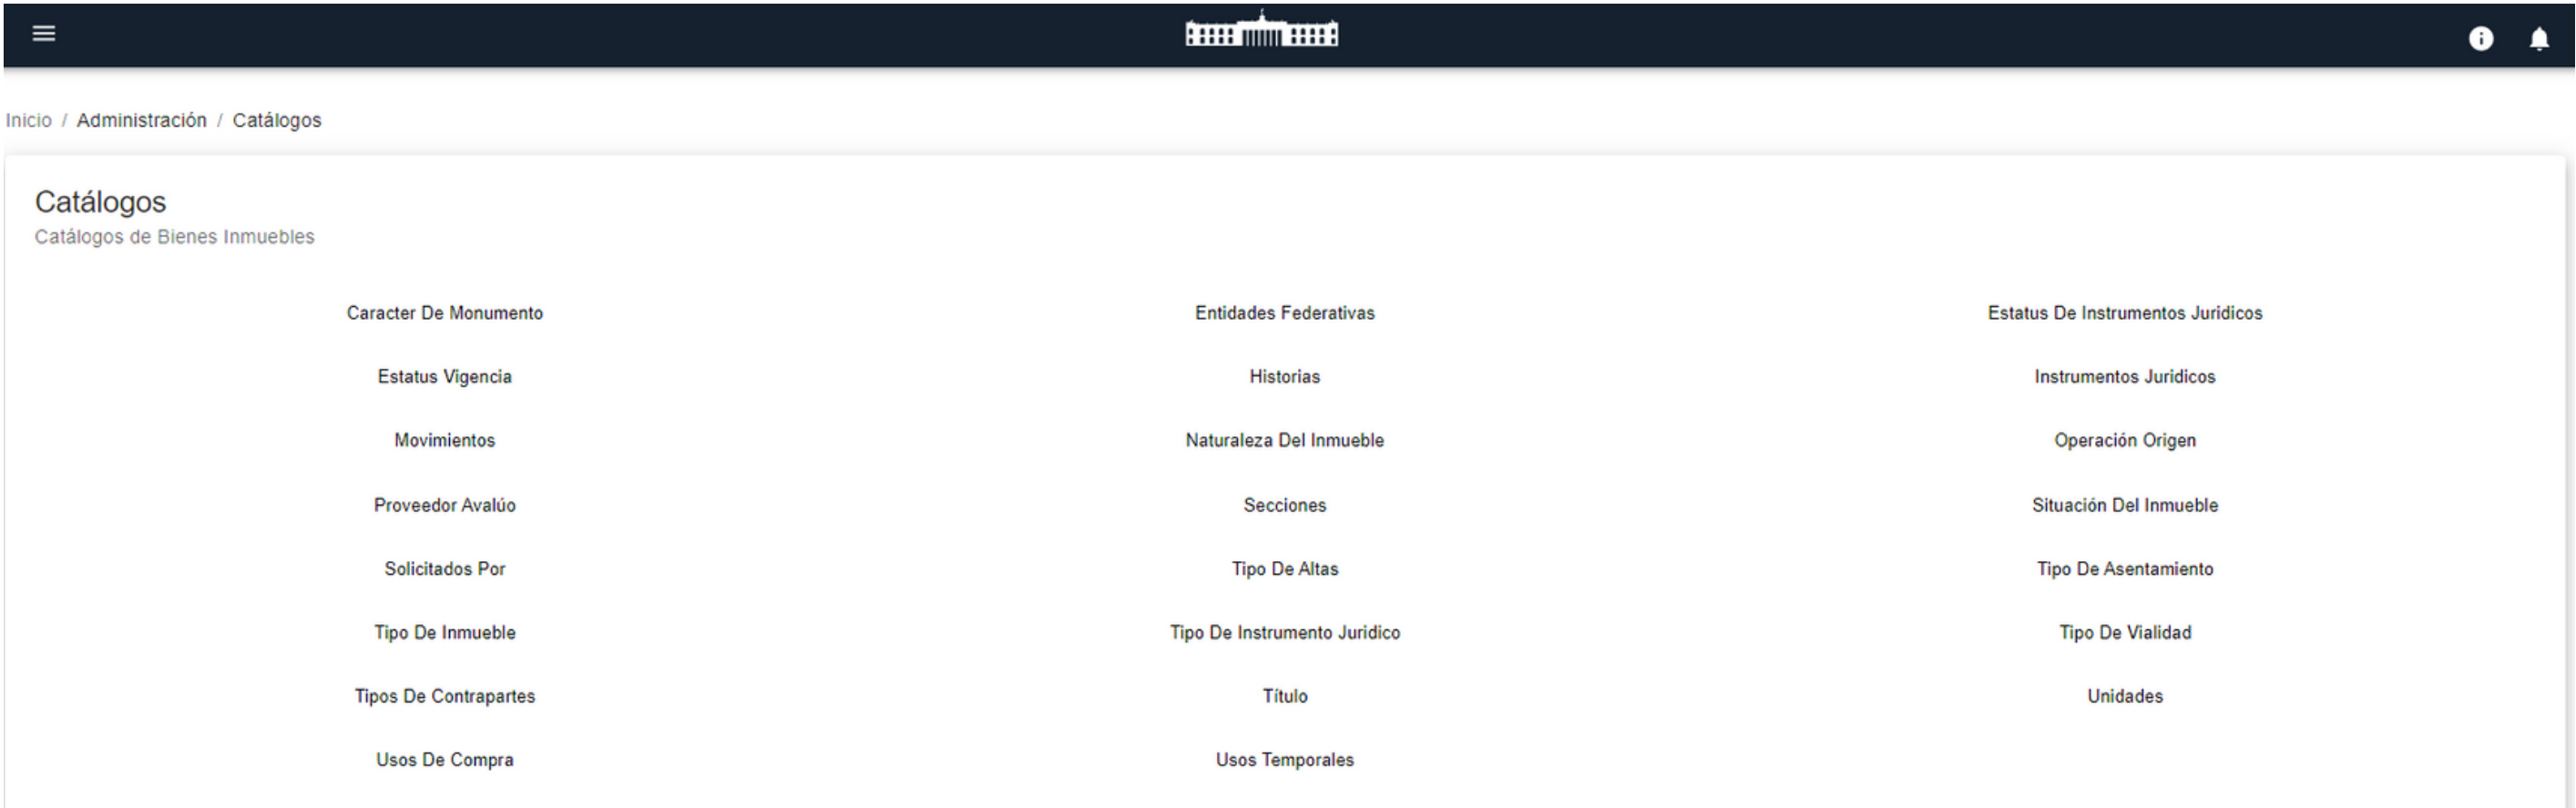 Inicio / Administración / Catálogos
Catálogos
Catálogos de Bienes Inmuebles
Caracter De Monumento Entidades Federativas Estatus De Instrumentos Juridicos
Estatus Vigencia Historias Instrumentos Juridicos
Movimientos Naturaleza Del Inmueble Operación Origen
Proveedor Avalúo Secciones Situación Del Inmueble
Solicitados Por Tipo De Altas Tipo De Asentamiento
Tipo De Inmueble Tipo De Instrumento Juridico Tipo De Vialidad
Tipos De Contrapartes Título Unidades
Usos De Compra Usos Temporales